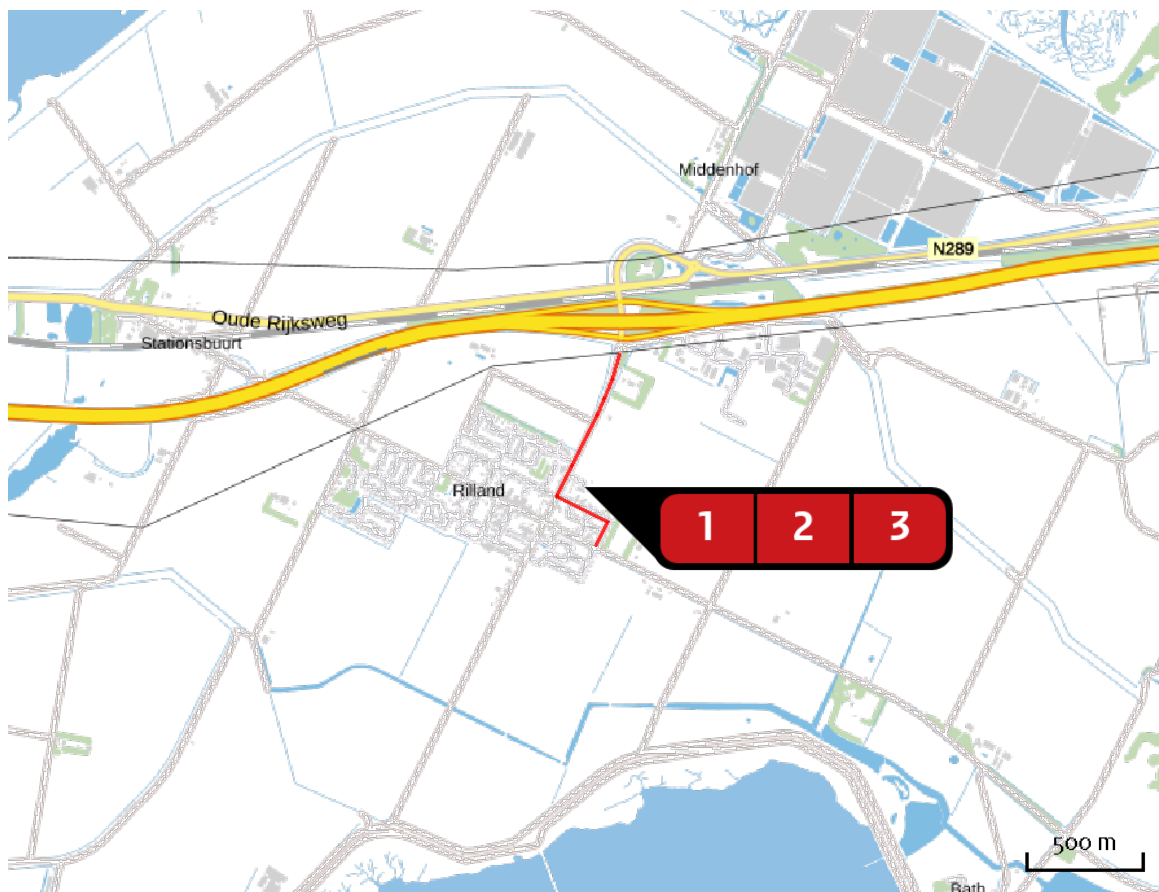 Middenhof
N289
Oude Rijksweg
Stationsbuurt
Rilland
1 2 3
500 m
Bath